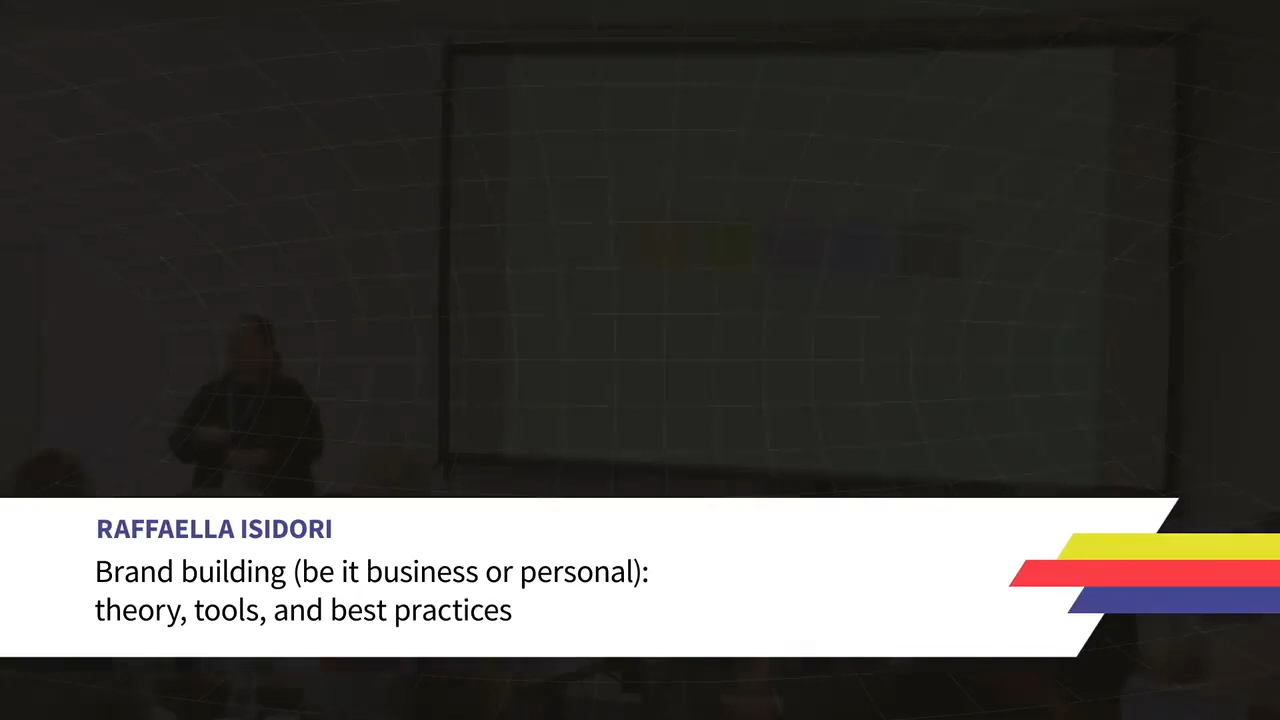 RAFFAELLA ISIDORI
Brand building (be it business or personal):
theory, tools, and best practices